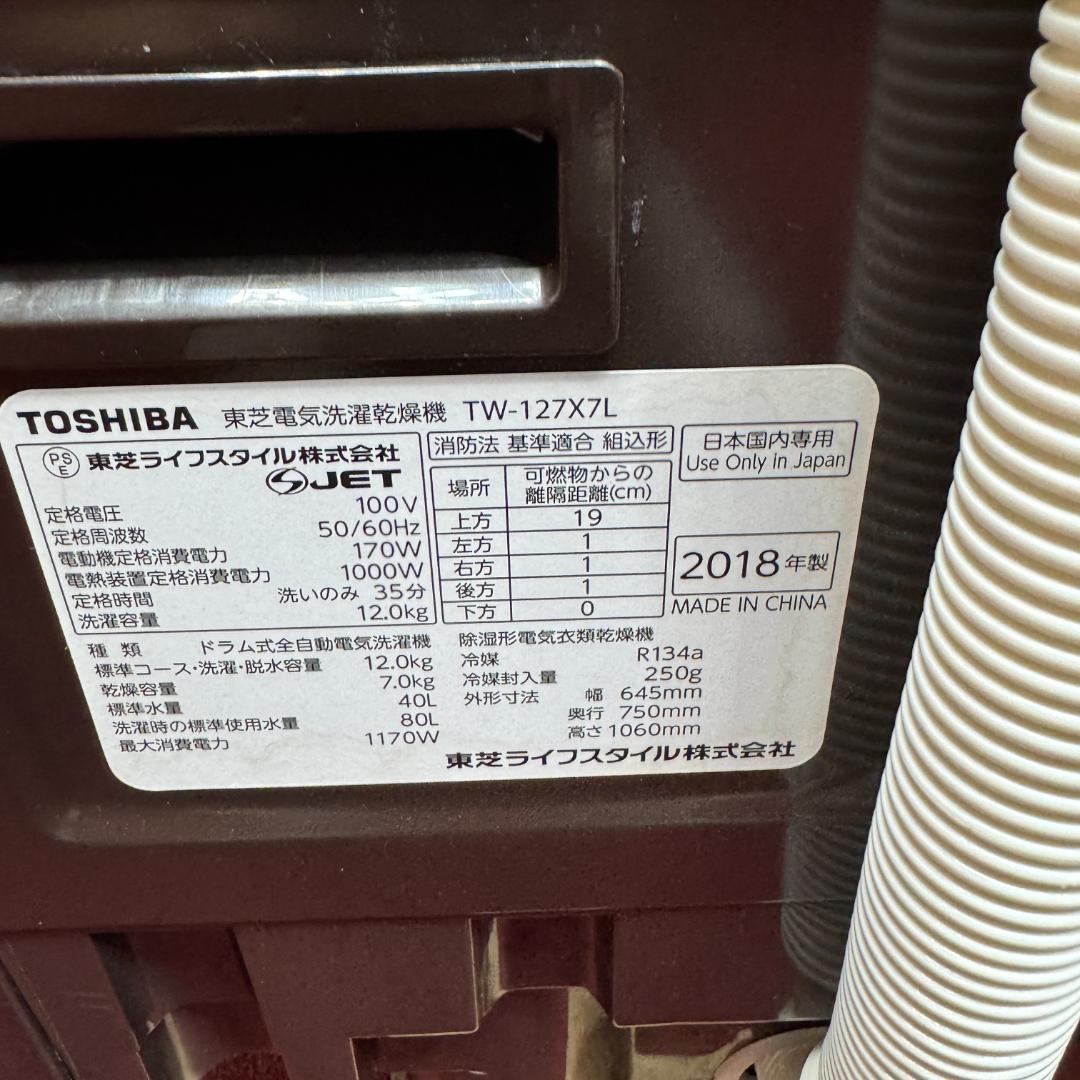 TOSHIBA 東芝電気洗濯乾燥機 TW-127X7L
PSE 東芝ライフスタイル株式会社
JET
定格電圧 100V
定格周波数 50/60Hz
電動機定格消費電力 170W
電熱装置定格消費電力 1000W
定格時間 洗いのみ 35分
洗濯容量 12.0kg
消防法 基準適合 組込形
場所 可燃物からの離隔距離(cm)
上方 19
左方 1
右方 1
後方 1
下方 0
日本国内専用
Use Only in Japan
2018年製
MADE IN CHINA
種類 ドラム式全自動電気洗濯機
標準コース・洗濯・脱水容量 12.0kg
乾燥容量 7.0kg
標準水量 40L
洗濯時の標準使用水量 80L
最大消費電力 1170W
除湿形電気衣類乾燥機
冷媒 R134a
冷媒封入量 250g
外形寸法 幅 645mm
奥行 750mm
高さ 1060mm
東芝ライフスタイル株式会社